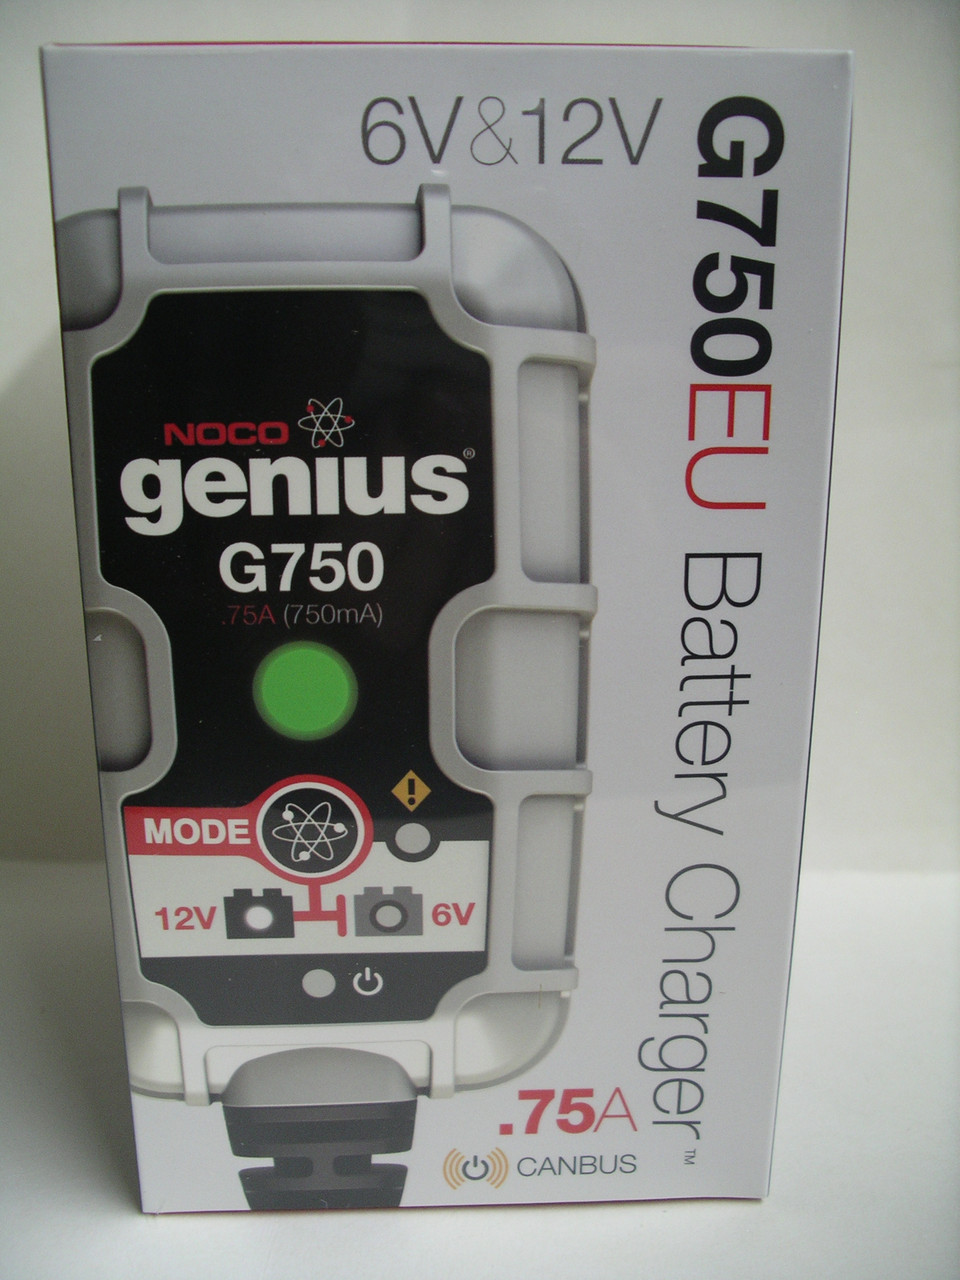 6V&12V
G750EU Battery Charger™
NOCO
genius®
G750
.75A (750mA)
!
MODE
12V
6V
.75A
CANBUS